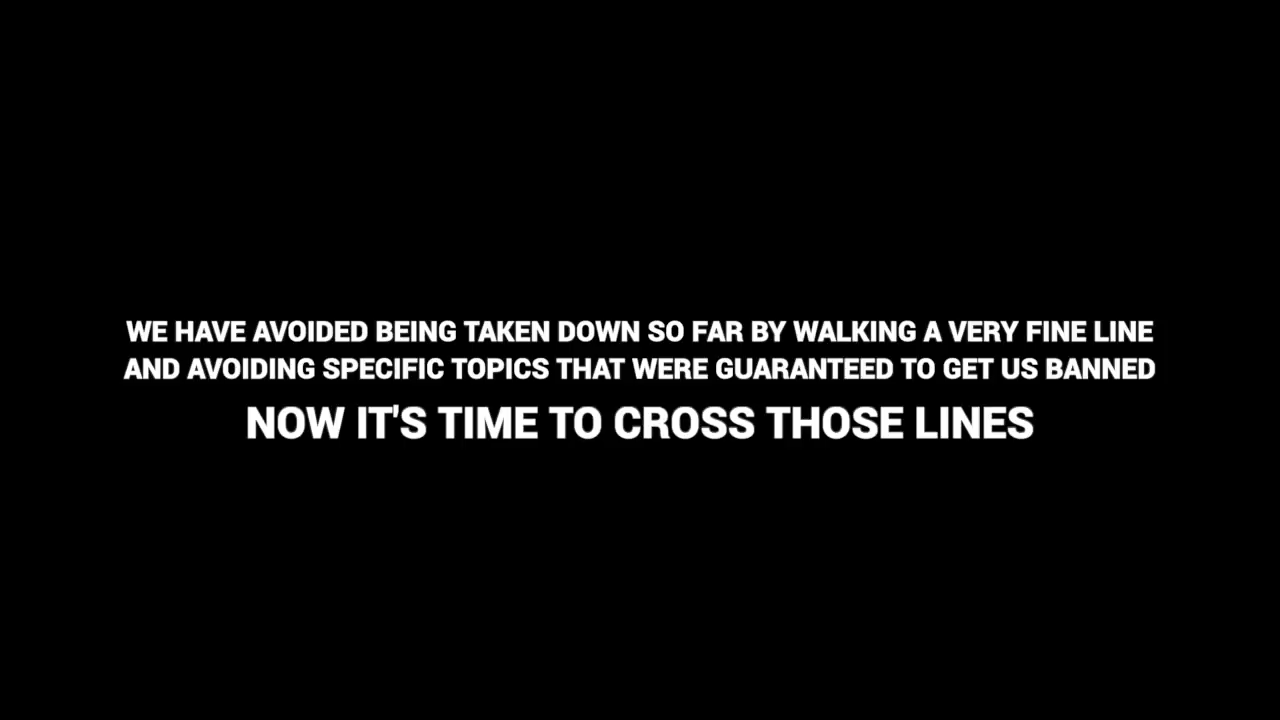 WE HAVE AVOIDED BEING TAKEN DOWN SO FAR BY WALKING A VERY FINE LINE
AND AVOIDING SPECIFIC TOPICS THAT WERE GUARANTEED TO GET US BANNED
NOW IT'S TIME TO CROSS THOSE LINES